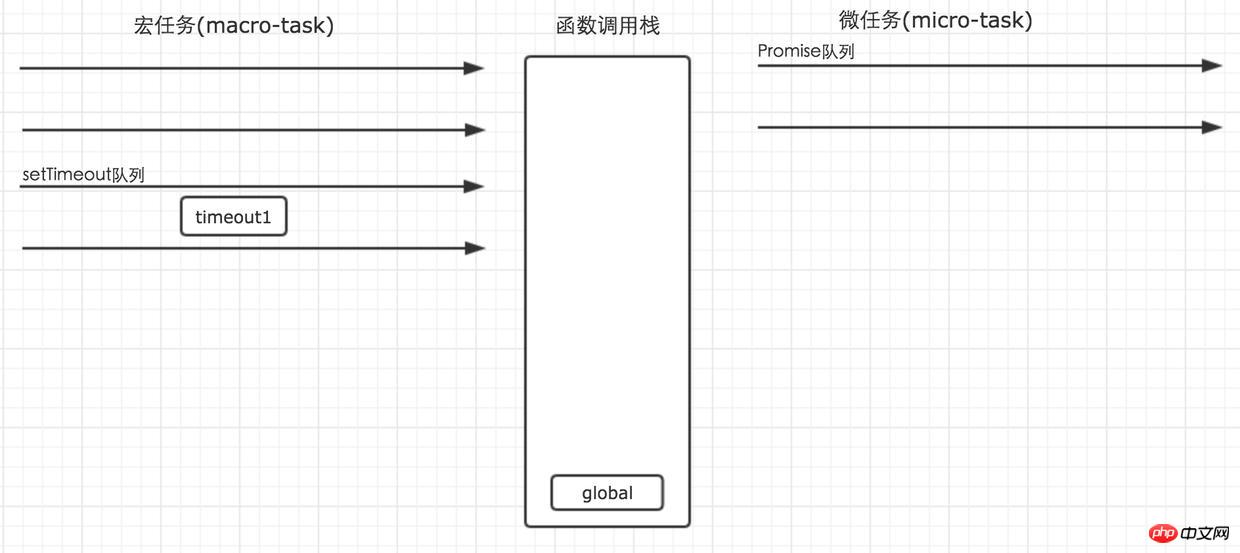 宏任务(macro-task)
函数调用栈
微任务(micro-task)
Promise队列
setTimeout队列
timeout1
global
php 中文网